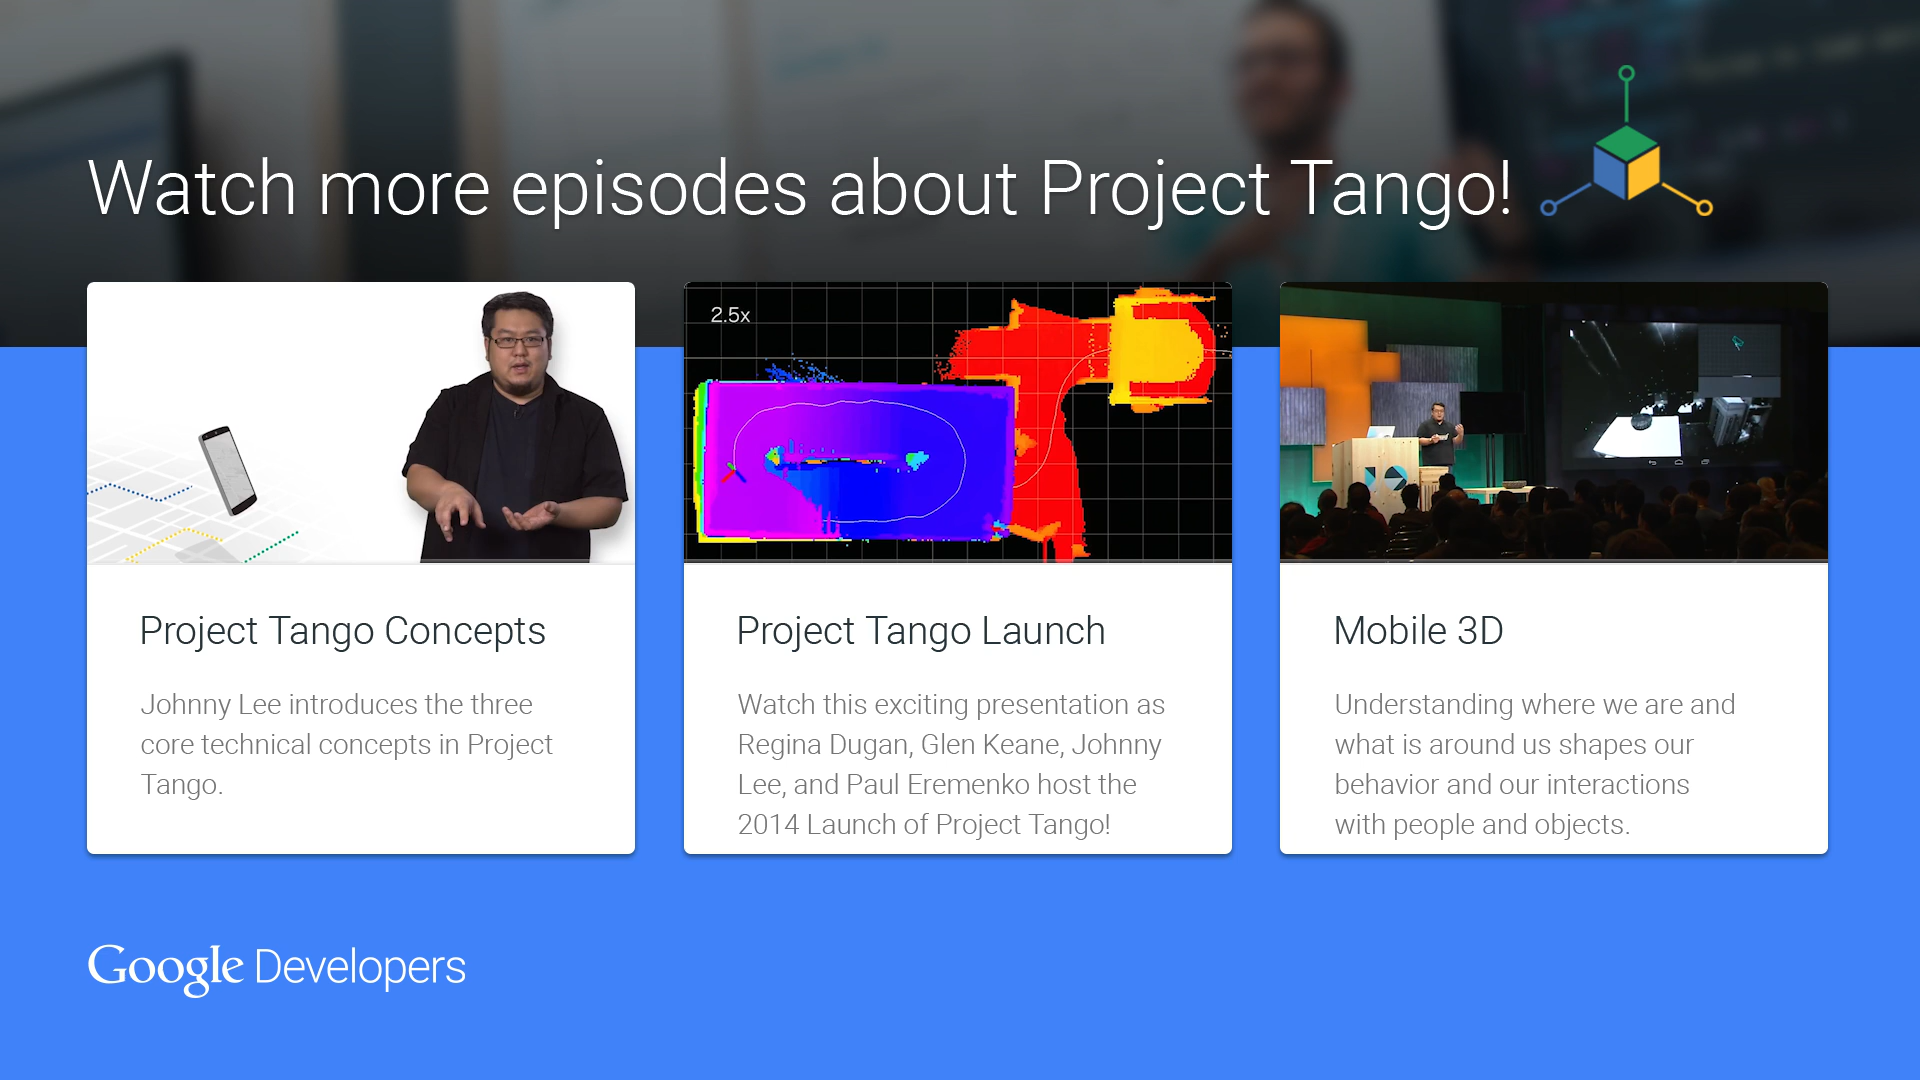 Watch more episodes about Project Tango!
2.5x
Project Tango Concepts
Johnny Lee introduces the three
core technical concepts in Project
Tango.
Project Tango Launch
Watch this exciting presentation as
Regina Dugan, Glen Keane, Johnny
Lee, and Paul Eremenko host the
2014 Launch of Project Tango!
Mobile 3D
Understanding where we are and
what is around us shapes our
behavior and our interactions
with people and objects.
Google Developers